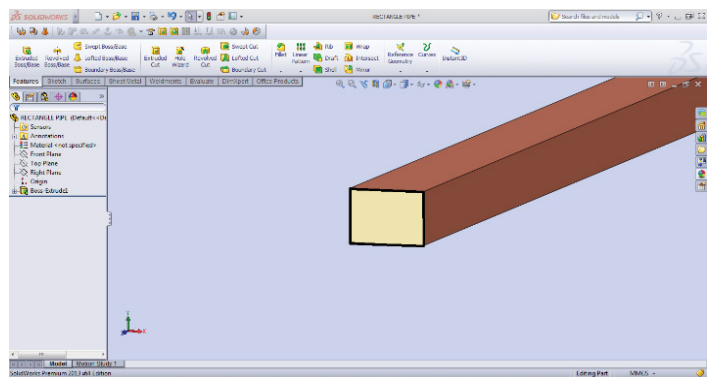 SOLIDWORKS
RECTANGLE PIPE *
Search files and models
Extruded Boss/Base
Revolved Boss/Base
Swept Boss/Base
Lofted Boss/Base
Boundary Boss/Base
Extruded Cut
Hole Wizard
Revolved Cut
Swept Cut
Lofted Cut
Boundary Cut
Fillet
Linear Pattern
Rib
Draft
Shell
Wrap
Intersect
Mirror
Reference Geometry
Curves
Instant3D
Features Sketch Surfaces Sheet Metal Weldments Evaluate DimXpert Office Products
RECTANGLE PIPE (Default<<De
Sensors
Annotations
Material <not specified>
Front Plane
Top Plane
Right Plane
Origin
Boss-Extrude1
Y
X
Model Motion Study 1
SolidWorks Premium 2013 x64 Edition
Editing Part
MMGS